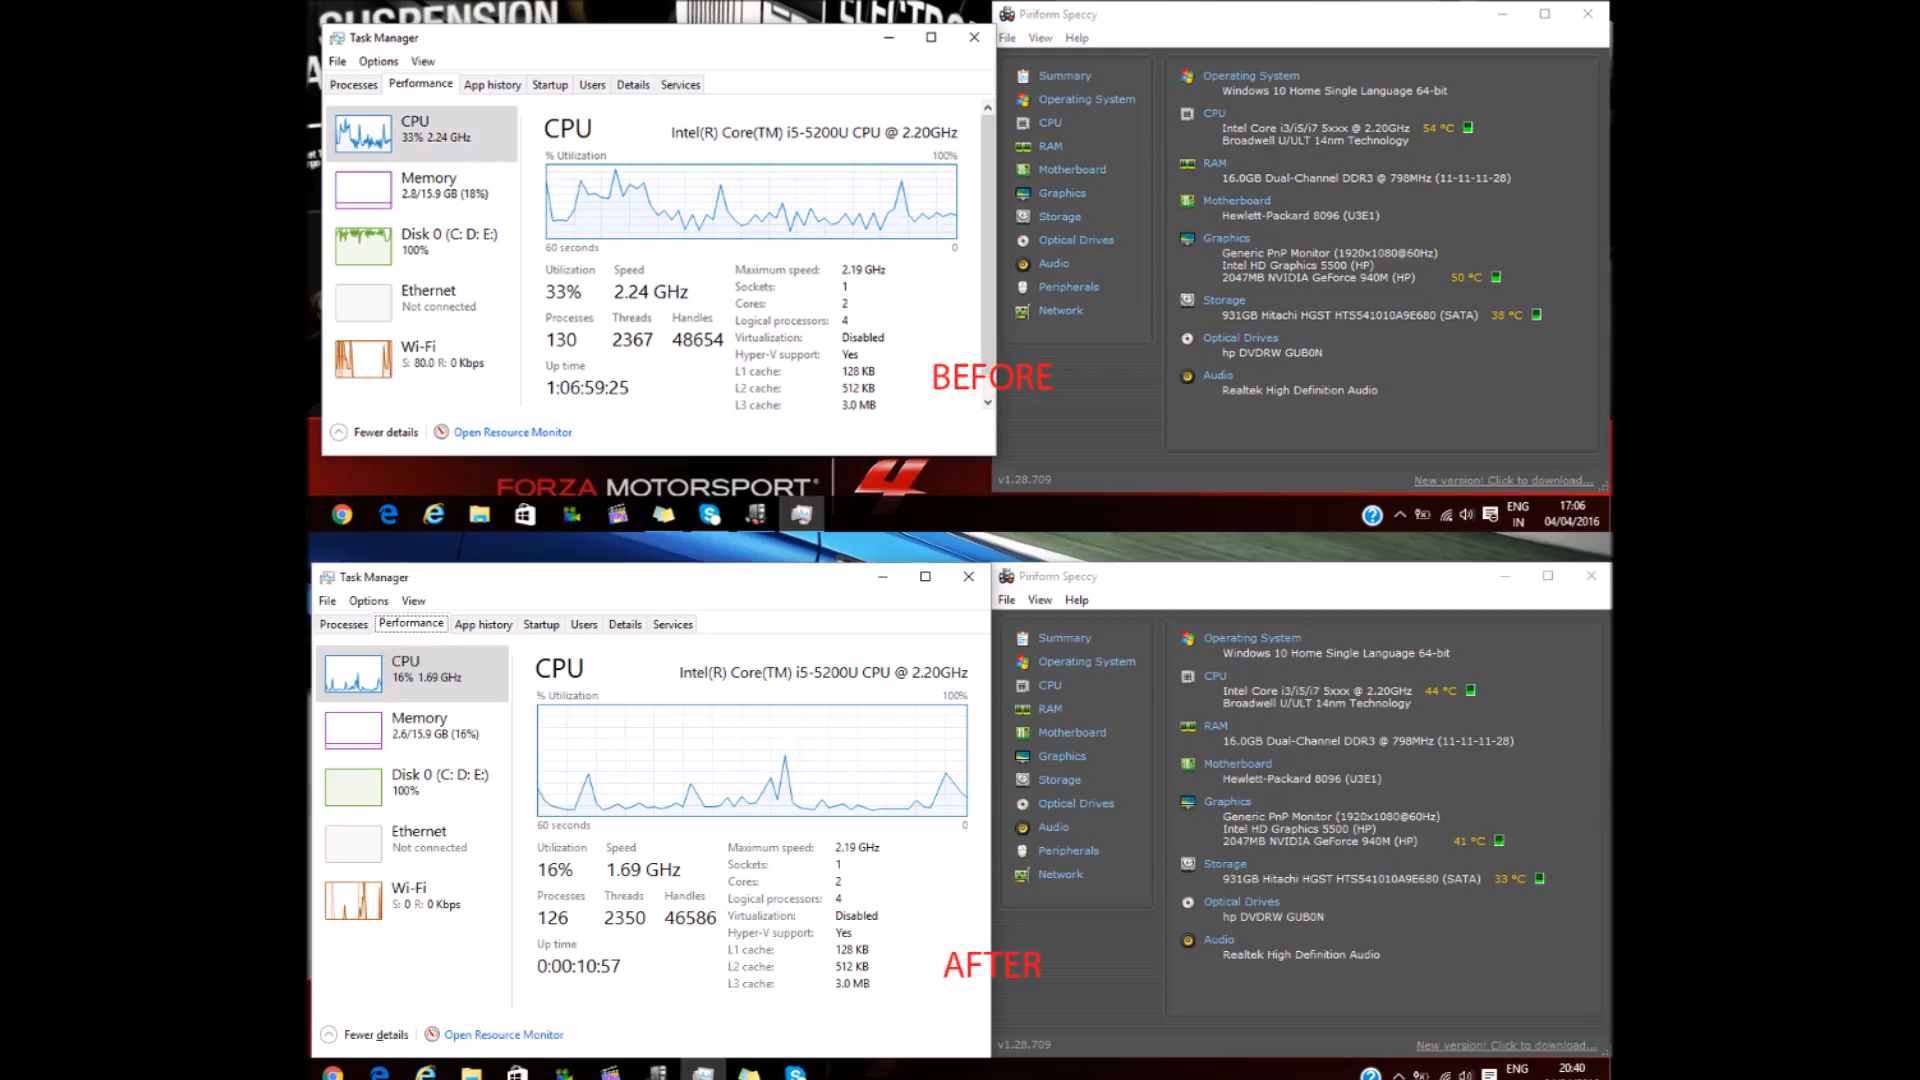 SUSPENSION
Task Manager
File Options View
Processes Performance App history Startup Users Details Services
CPU
33% 2.24 GHz
Memory
2.8/15.9 GB (18%)
Disk 0 (C: D: E:)
100%
Ethernet
Not connected
Wi-Fi
S: 80.0 R: 0 Kbps
CPU Intel(R) Core(TM) i5-5200U CPU @ 2.20GHz
% Utilization 100%
60 seconds 0
Utilization Speed
33% 2.24 GHz
Processes Threads Handles
130 2367 48654
Up time
1:06:59:25
Maximum speed: 2.19 GHz
Sockets: 1
Cores: 2
Logical processors: 4
Virtualization: Disabled
Hyper-V support: Yes
L1 cache: 128 KB
L2 cache: 512 KB
L3 cache: 3.0 MB
Fewer details Open Resource Monitor
BEFORE
Piriform Speccy
File View Help
Summary
Operating System
CPU
RAM
Motherboard
Graphics
Storage
Optical Drives
Audio
Peripherals
Network
Operating System
Windows 10 Home Single Language 64-bit
CPU
Intel Core i3/i5/i7 5xxx @ 2.20GHz 54 °C
Broadwell U/ULT 14nm Technology
RAM
16.0GB Dual-Channel DDR3 @ 798MHz (11-11-11-28)
Motherboard
Hewlett-Packard 8096 (U3E1)
Graphics
Generic PnP Monitor (1920x1080@60Hz)
Intel HD Graphics 5500 (HP)
2047MB NVIDIA GeForce 940M (HP) 50 °C
Storage
931GB Hitachi HGST HTS541010A9E680 (SATA) 38 °C
Optical Drives
hp DVDRW GUB0N
Audio
Realtek High Definition Audio
v1.28.709 New version! Click to download...
FORZA MOTORSPORT 4
ENG
IN
17:06
04/04/2016
Task Manager
File Options View
Processes Performance App history Startup Users Details Services
CPU
16% 1.69 GHz
Memory
2.6/15.9 GB (16%)
Disk 0 (C: D: E:)
100%
Ethernet
Not connected
Wi-Fi
S: 0 R: 0 Kbps
CPU Intel(R) Core(TM) i5-5200U CPU @ 2.20GHz
% Utilization 100%
60 seconds 0
Utilization Speed
16% 1.69 GHz
Processes Threads Handles
126 2350 46586
Up time
0:00:10:57
Maximum speed: 2.19 GHz
Sockets: 1
Cores: 2
Logical processors: 4
Virtualization: Disabled
Hyper-V support: Yes
L1 cache: 128 KB
L2 cache: 512 KB
L3 cache: 3.0 MB
Fewer details Open Resource Monitor
AFTER
Piriform Speccy
File View Help
Summary
Operating System
CPU
RAM
Motherboard
Graphics
Storage
Optical Drives
Audio
Peripherals
Network
Operating System
Windows 10 Home Single Language 64-bit
CPU
Intel Core i3/i5/i7 5xxx @ 2.20GHz 44 °C
Broadwell U/ULT 14nm Technology
RAM
16.0GB Dual-Channel DDR3 @ 798MHz (11-11-11-28)
Motherboard
Hewlett-Packard 8096 (U3E1)
Graphics
Generic PnP Monitor (1920x1080@60Hz)
Intel HD Graphics 5500 (HP)
2047MB NVIDIA GeForce 940M (HP) 41 °C
Storage
931GB Hitachi HGST HTS541010A9E680 (SATA) 33 °C
Optical Drives
hp DVDRW GUB0N
Audio
Realtek High Definition Audio
v1.28.709 New version! Click to download...
ENG
20:40